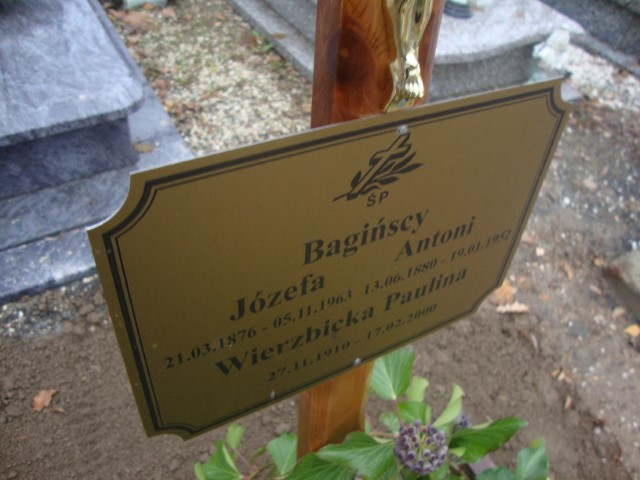 ŚP
Bagińscy
Józefa Antoni
21.03.1876 - 05.11.1963 13.06.1880 - 19.01.1952
Wierzbicka Paulina
27.11.1910 - 17.02.2000